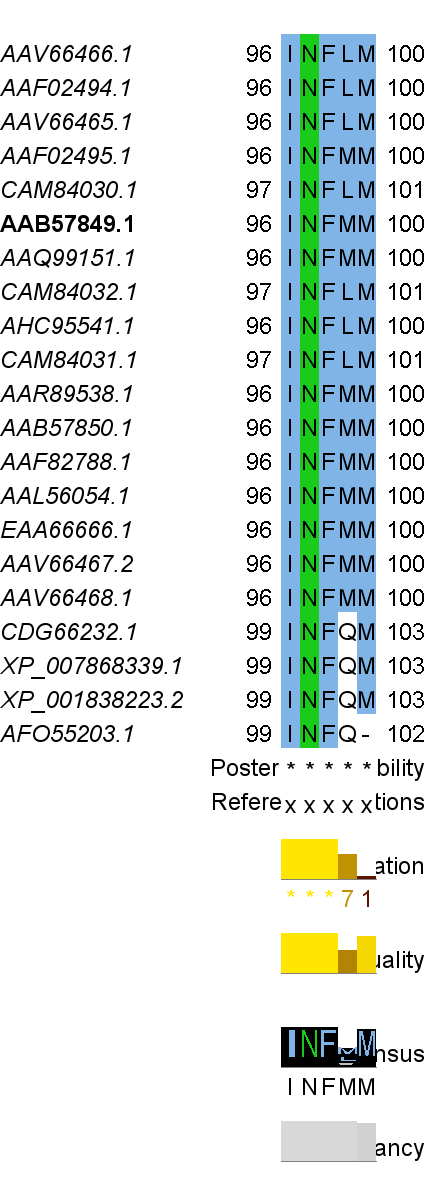 AAV66466.1 96 INFLM 100
AAF02494.1 96 INFLM 100
AAV66465.1 96 INFLM 100
AAF02495.1 96 INFMM 100
CAM84030.1 97 INFLM 101
AAB57849.1 96 INFMM 100
AAQ99151.1 96 INFMM 100
CAM84032.1 97 INFLM 101
AHC95541.1 96 INFLM 100
CAM84031.1 97 INFLM 101
AAR89538.1 96 INFMM 100
AAB57850.1 96 INFMM 100
AAF82788.1 96 INFMM 100
AAL56054.1 96 INFMM 100
EAA66666.1 96 INFMM 100
AAV66467.2 96 INFMM 100
AAV66468.1 96 INFMM 100
CDG66232.1 99 INFQM 103
XP_007868339.1 99 INFQM 103
XP_001838223.2 99 INFQM 103
AFO55203.1 99 INFQ- 102
Poster*****bility
Referexxxxxtions
ation
***71
uality
INFMM nsus
INFMM
ancy